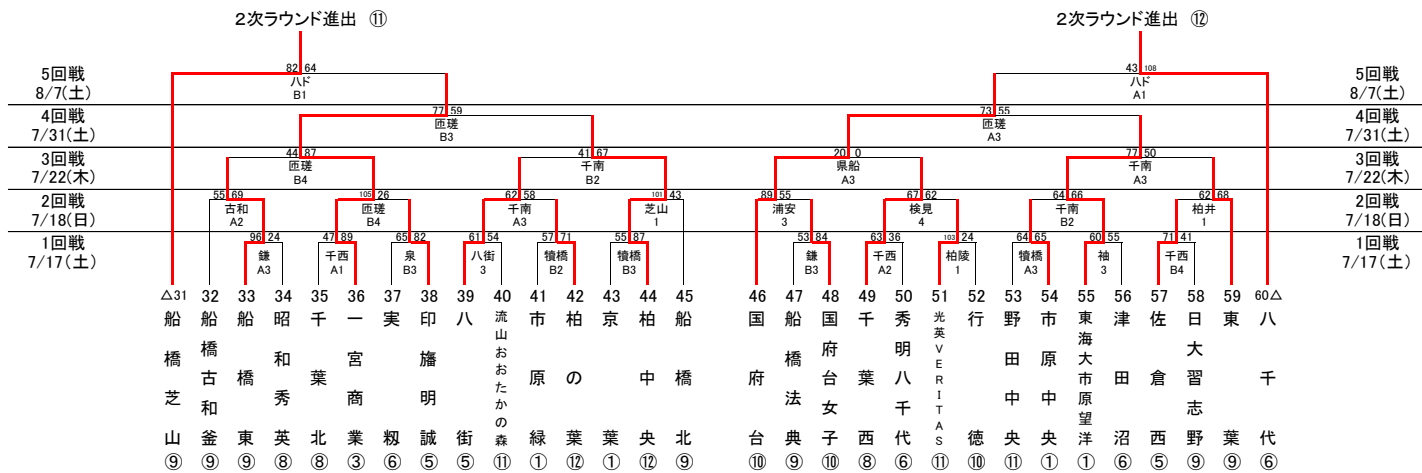 ２次ラウンド進出　⑪
２次ラウンド進出　⑫
5回戦
8/7(土)
82 64
ハド
B1
43 108
ハド
A1
5回戦
8/7(土)
4回戦
7/31(土)
77 59
匝瑳
B3
73 55
匝瑳
A3
4回戦
7/31(土)
3回戦
7/22(木)
44 87
匝瑳
B4
41 67
千南
B2
20 0
県船
A3
77 50
千南
A3
3回戦
7/22(木)
2回戦
7/18(日)
55 69
古和
A2
105 26
匝瑳
B4
62 58
千南
A3
101 43
芝山
1
89 55
浦安
3
67 62
検見
4
64 66
千南
B2
62 68
柏井
1
2回戦
7/18(日)
1回戦
7/17(土)
96 24
鎌
A3
47 89
千西
A1
65 82
泉
B3
61 54
八街
3
57 71
犢橋
B2
55 87
犢橋
B3
53 84
鎌
B3
63 36
千西
A2
103 24
柏陵
1
64 65
犢橋
A3
60 55
袖
3
71 41
千西
B4
1回戦
7/17(土)
△31 船橋芝山 ⑨
32 船橋古和釜 ⑨
33 船橋東 ⑨
34 昭和秀英 ⑧
35 千葉北 ⑧
36 一宮商業 ③
37 実籾 ⑥
38 印旛明誠 ⑤
39 八街 ⑤
40 流山おおたかの森 ⑪
41 市原緑 ①
42 柏の葉 ⑫
43 京葉 ①
44 柏中央 ⑫
45 船橋北 ⑨
46 国府台 ⑩
47 船橋法典 ⑨
48 国府台女子 ⑩
49 千葉西 ⑧
50 秀明八千代 ⑥
51 光英VERITAS ⑪
52 行徳 ⑩
53 野田中央 ⑪
54 市原中央 ①
55 東海大市原望洋 ①
56 津田沼 ⑥
57 佐倉西 ⑤
58 日大習志野 ⑨
59 東葉 ⑨
60△ 八千代 ⑥